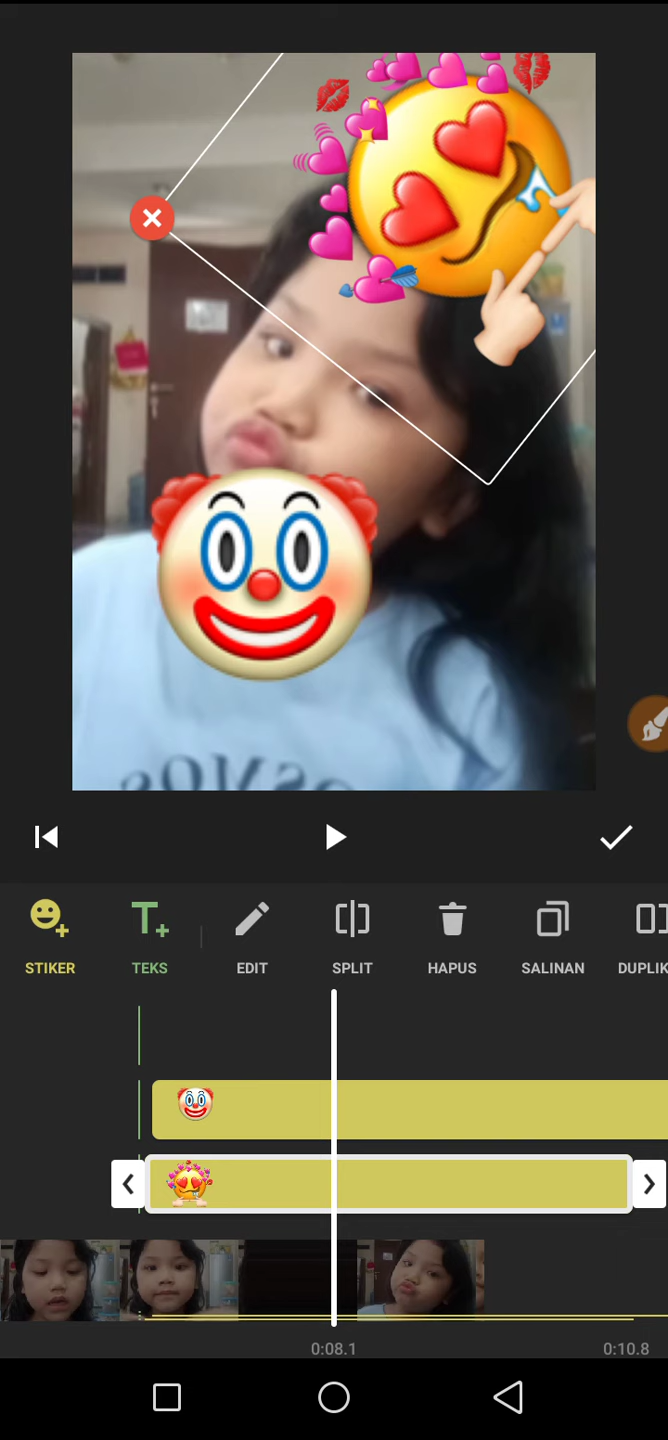 STIKER
TEKS
EDIT
SPLIT
HAPUS
SALINAN
DUPLIK
0:08.1
0:10.8